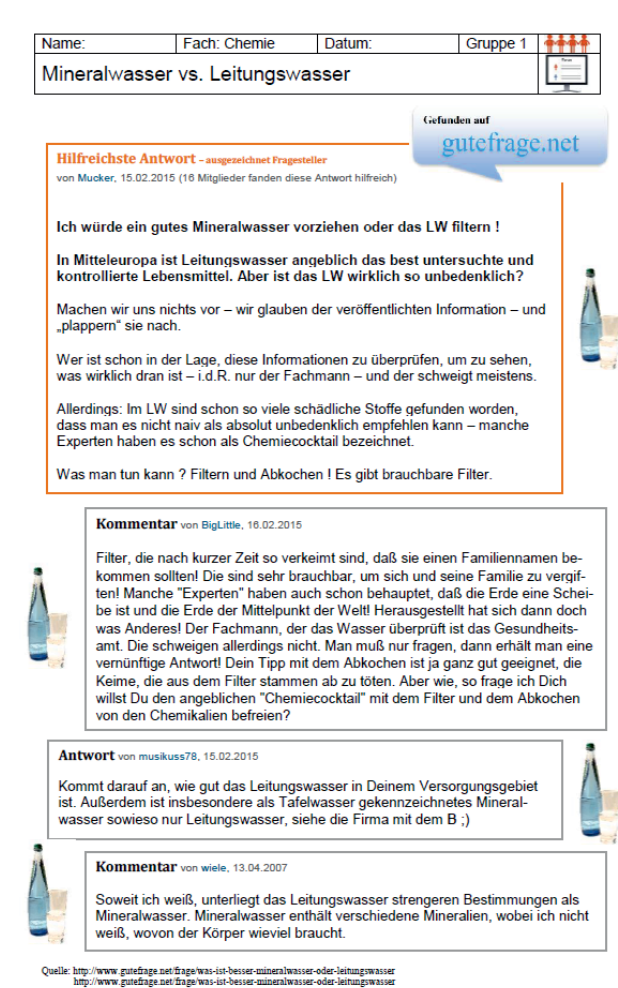 Name: Fach: Chemie Datum: Gruppe 1
Mineralwasser vs. Leitungswasser
Gefunden auf
gutefrage.net
Hilfreichste Antwort – ausgezeichnet Fragesteller
von Mucker, 15.02.2015 (16 Mitglieder fanden diese Antwort hilfreich)
Ich würde ein gutes Mineralwasser vorziehen oder das LW filtern !
In Mitteleuropa ist Leitungswasser angeblich das best untersuchte und
kontrollierte Lebensmittel. Aber ist das LW wirklich so unbedenklich?
Machen wir uns nichts vor – wir glauben der veröffentlichten Information – und
„plappern“ sie nach.
Wer ist schon in der Lage, diese Informationen zu überprüfen, um zu sehen,
was wirklich dran ist – i.d.R. nur der Fachmann – und der schweigt meistens.
Allerdings: Im LW sind schon so viele schädliche Stoffe gefunden worden,
dass man es nicht naiv als absolut unbedenklich empfehlen kann – manche
Experten haben es schon als Chemiecocktail bezeichnet.
Was man tun kann ? Filtern und Abkochen ! Es gibt brauchbare Filter.
Kommentar von BigLittle, 16.02.2015
Filter, die nach kurzer Zeit so verkeimt sind, daß sie einen Familiennamen be-
kommen sollten! Die sind sehr brauchbar, um sich und seine Familie zu vergif-
ten! Manche "Experten" haben auch schon behauptet, daß die Erde eine Schei-
be ist und die Erde der Mittelpunkt der Welt! Herausgestellt hat sich dann doch
was Anderes! Der Fachmann, der das Wasser überprüft ist das Gesundheits-
amt. Die schweigen allerdings nicht. Man muß nur fragen, dann erhält man eine
vernünftige Antwort! Dein Tipp mit dem Abkochen ist ja ganz gut geeignet, die
Keime, die aus dem Filter stammen ab zu töten. Aber wie, so frage ich Dich
willst Du den angeblichen "Chemiecocktail" mit dem Filter und dem Abkochen
von den Chemikalien befreien?
Antwort von musikuss78, 15.02.2015
Kommt darauf an, wie gut das Leitungswasser in Deinem Versorgungsgebiet
ist. Außerdem ist insbesondere als Tafelwasser gekennzeichnetes Mineral-
wasser sowieso nur Leitungswasser, siehe die Firma mit dem B ;)
Kommentar von wiele, 13.04.2007
Soweit ich weiß, unterliegt das Leitungswasser strengeren Bestimmungen als
Mineralwasser. Mineralwasser enthält verschiedene Mineralien, wobei ich nicht
weiß, wovon der Körper wieviel braucht.
Quelle: http://www.gutefrage.net/frage/was-ist-besser-mineralwasser-oder-leitungswasser
http://www.gutefrage.net/frage/was-ist-besser-mineralwasser-oder-leitungswasser